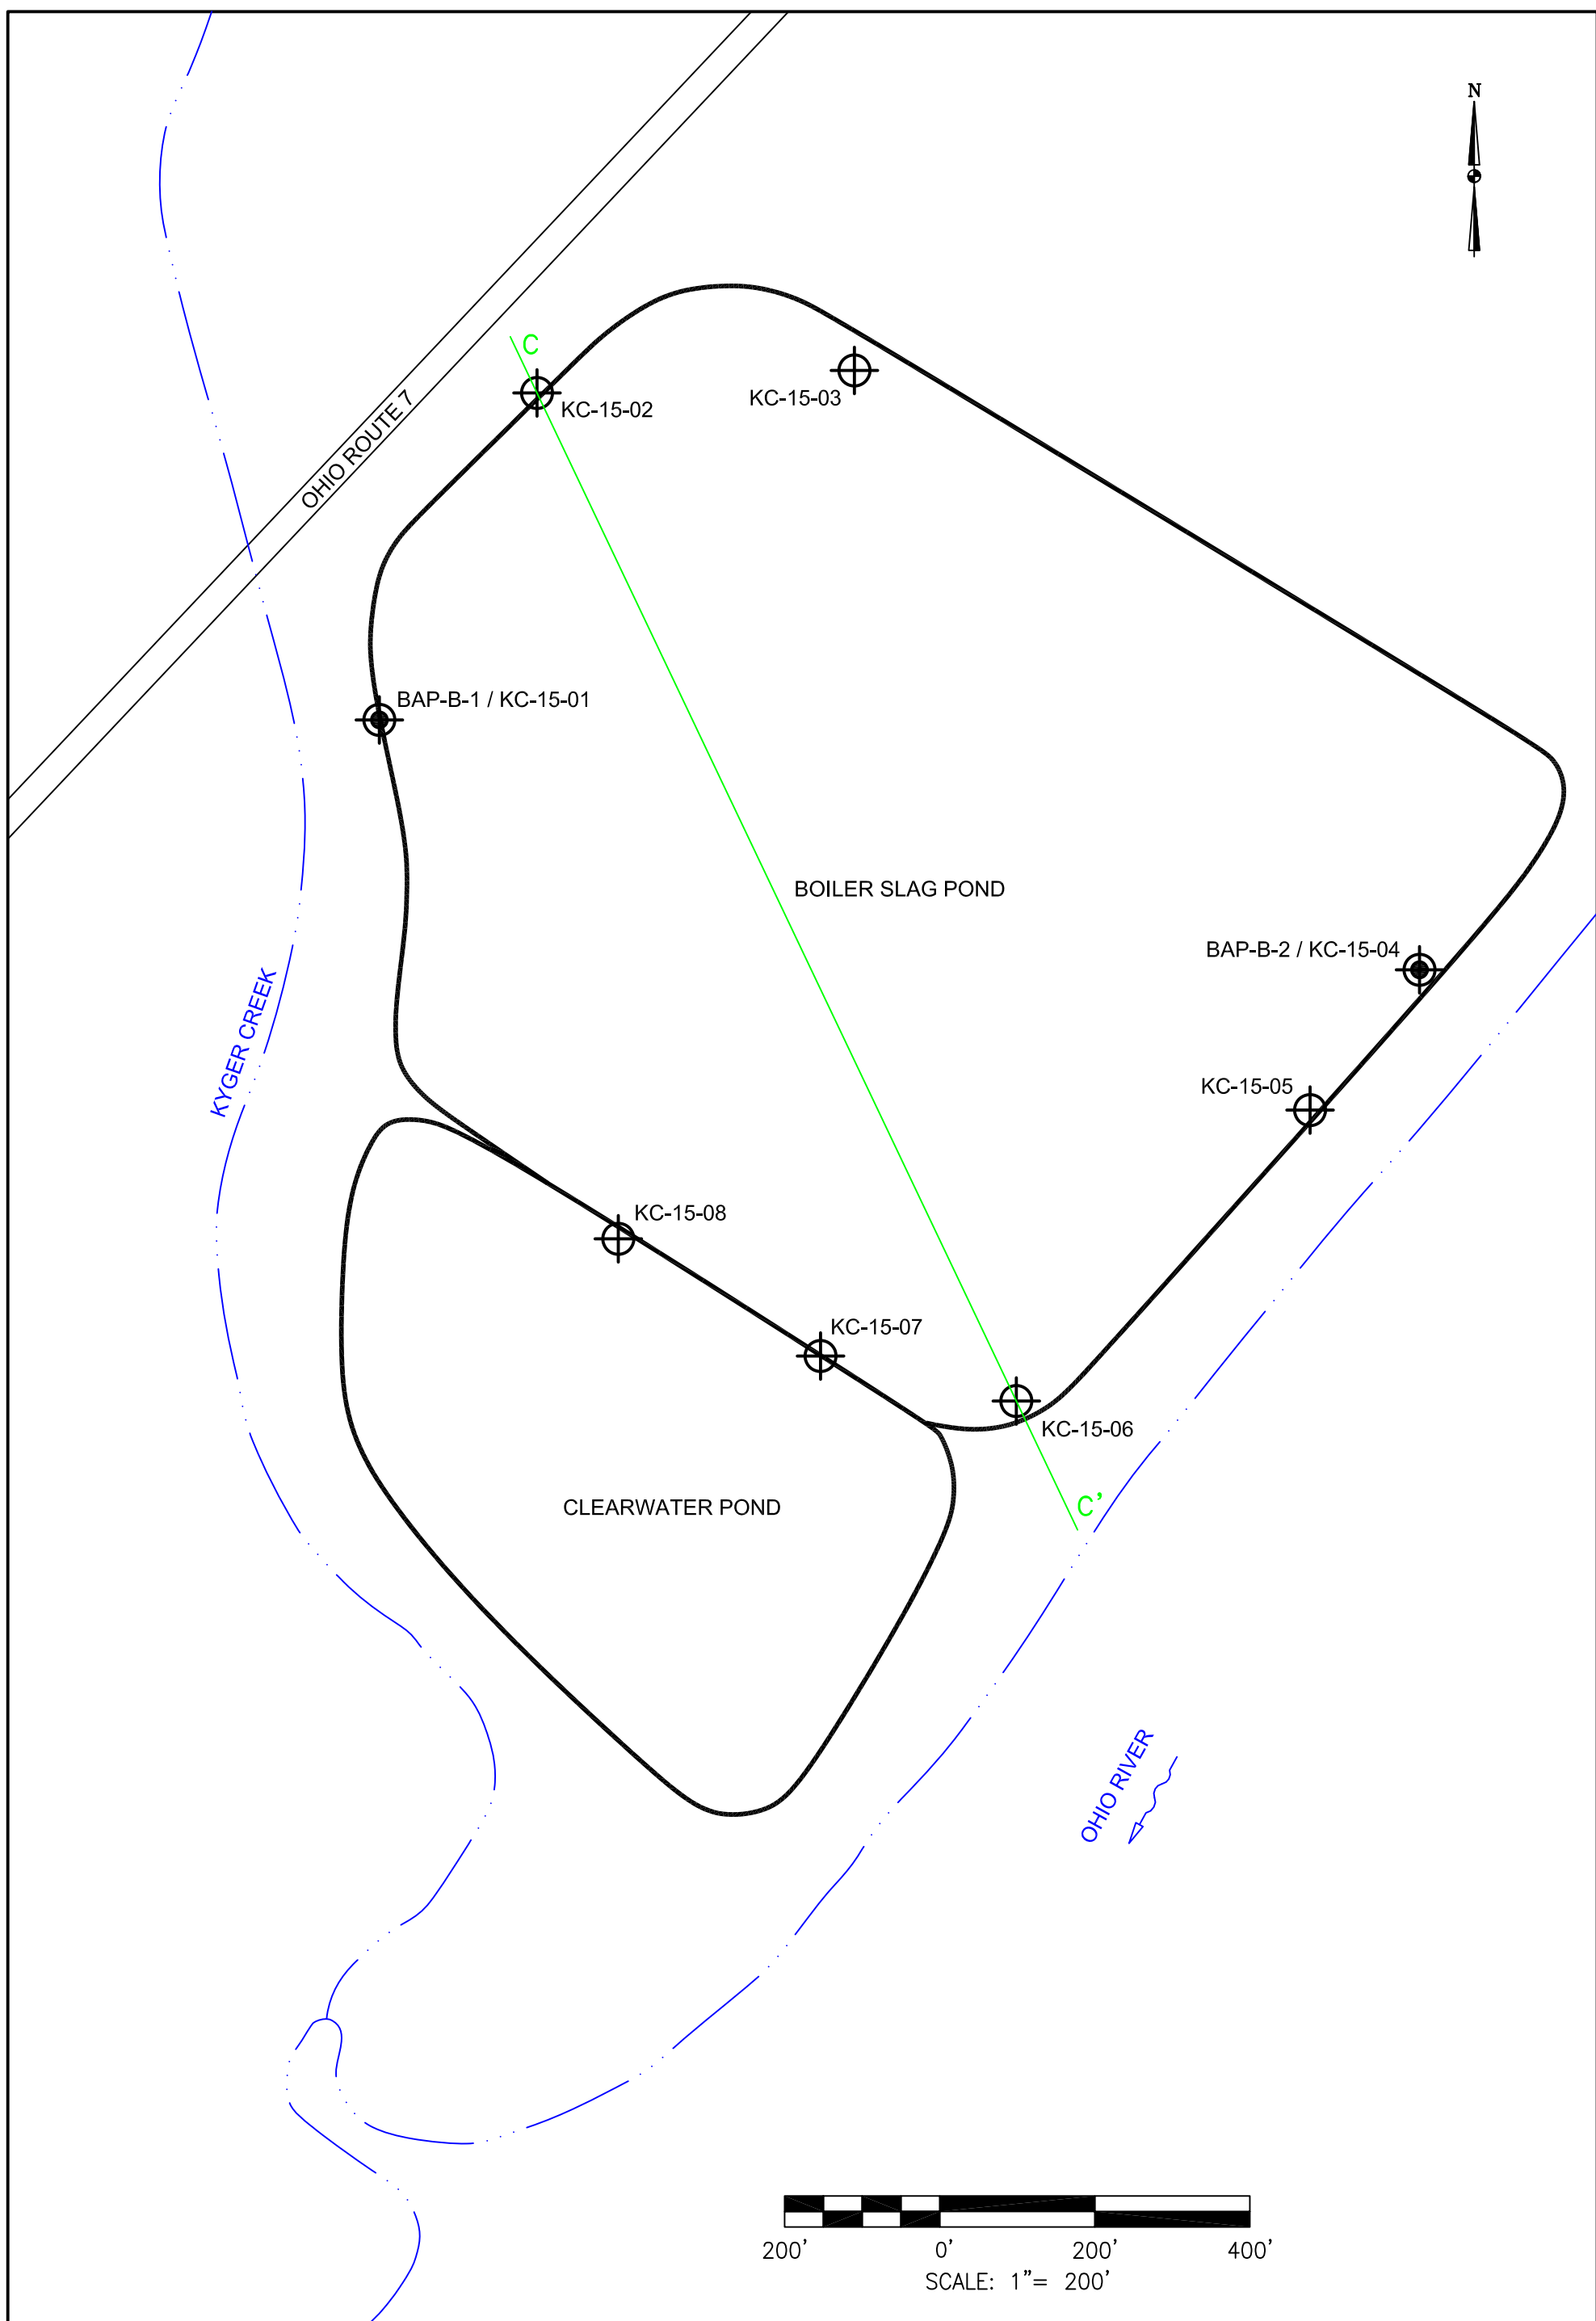 N
C
KC-15-02
KC-15-03
OHIO ROUTE 7
BAP-B-1 / KC-15-01
BOILER SLAG POND
BAP-B-2 / KC-15-04
KYGER CREEK
KC-15-05
KC-15-08
KC-15-07
KC-15-06
C'
CLEARWATER POND
OHIO RIVER
200' 0' 200' 400'
SCALE: 1"= 200'